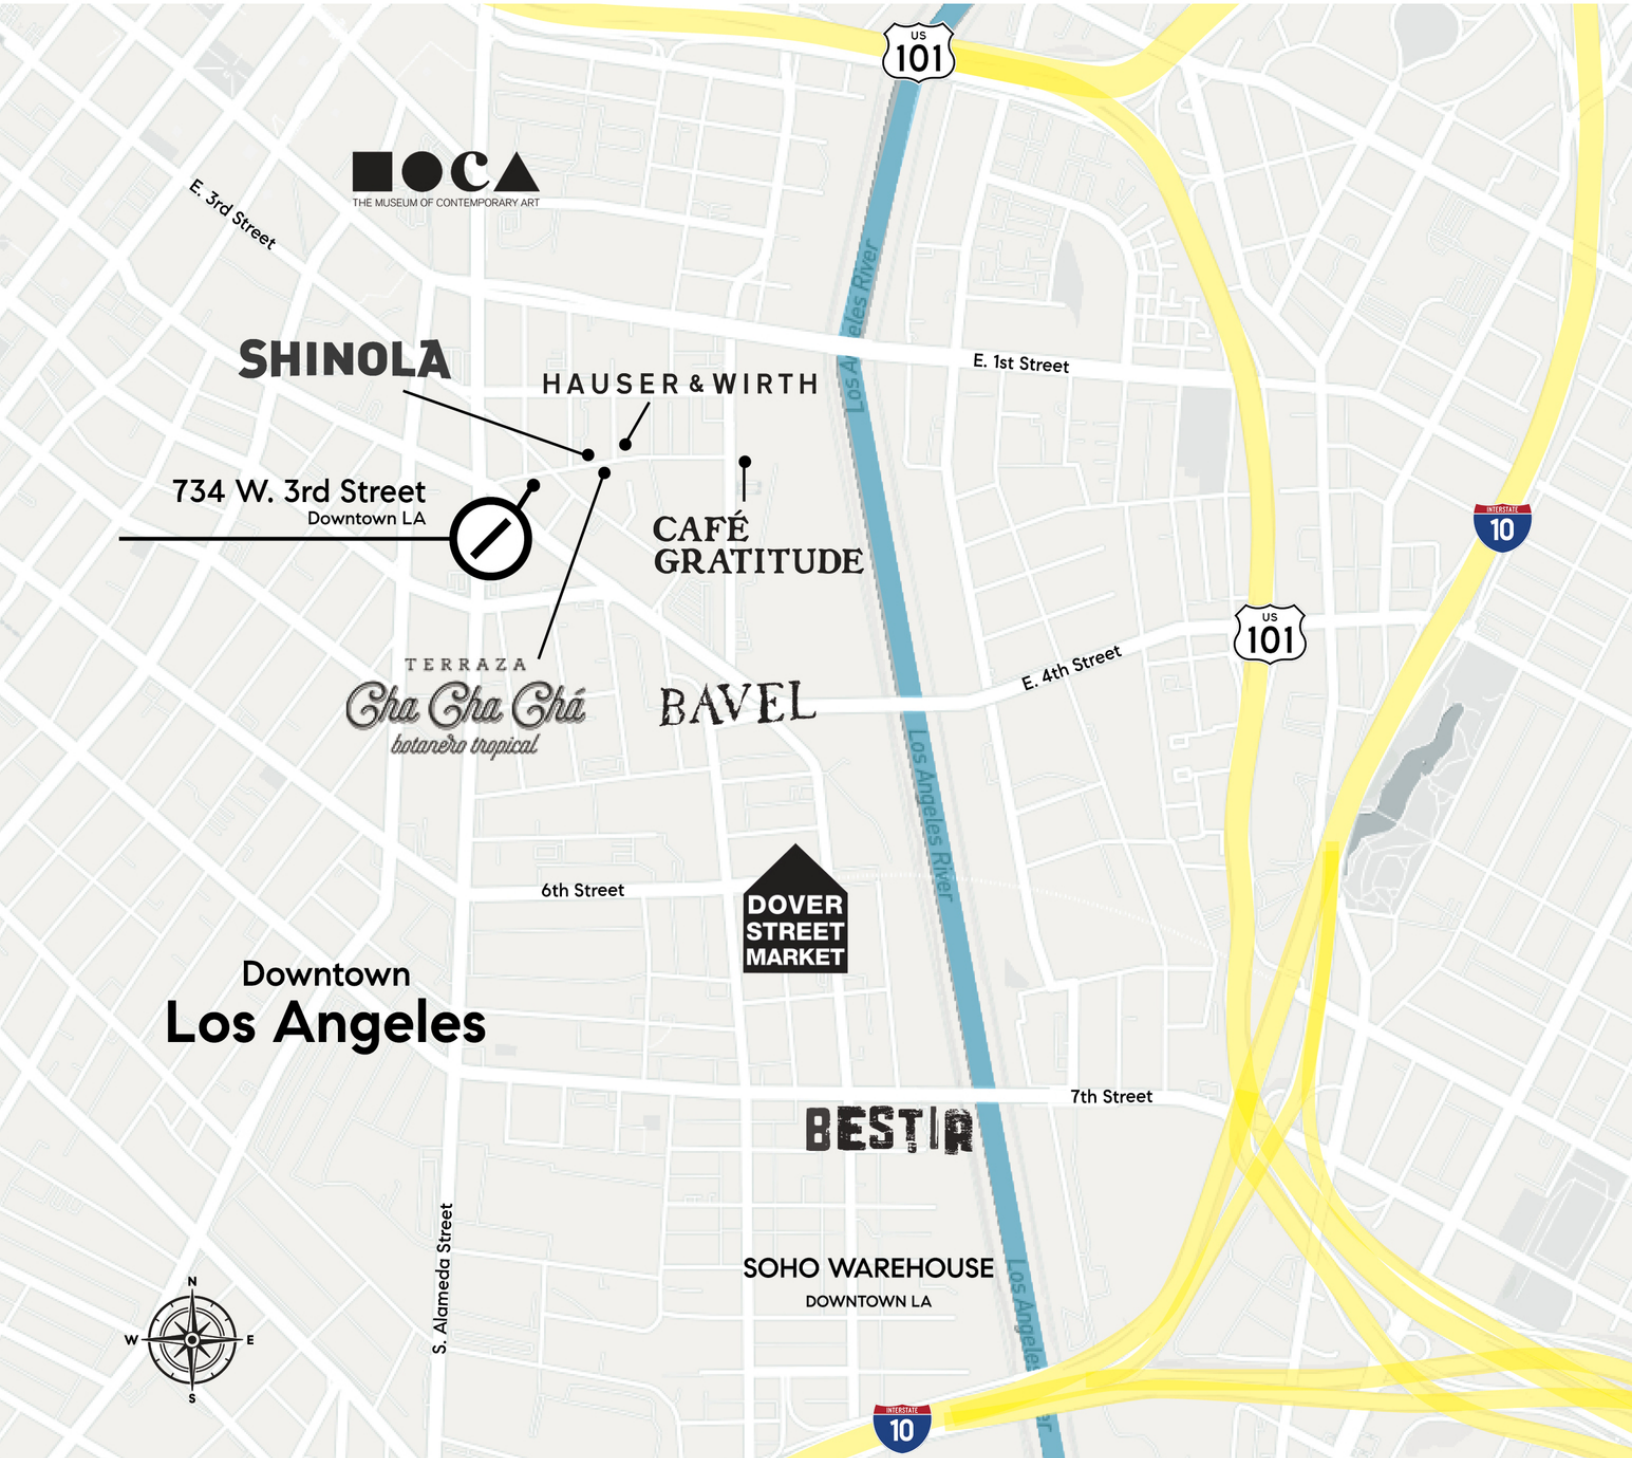 US
101
THE MUSEUM OF CONTEMPORARY ART
E. 3rd Street
Los Angeles River
SHINOLA
E. 1st Street
HAUSER & WIRTH
734 W. 3rd Street
Downtown LA
CAFÉ
GRATITUDE
INTERSTATE
10
US
101
TERRAZA
Cha Cha Chá
botanero tropical
BAVEL
E. 4th Street
Los Angeles River
6th Street
DOVER
STREET
MARKET
Downtown
Los Angeles
7th Street
BESTIA
S. Alameda Street
SOHO WAREHOUSE
DOWNTOWN LA
Los Angeles
N
W
E
S
INTERSTATE
10